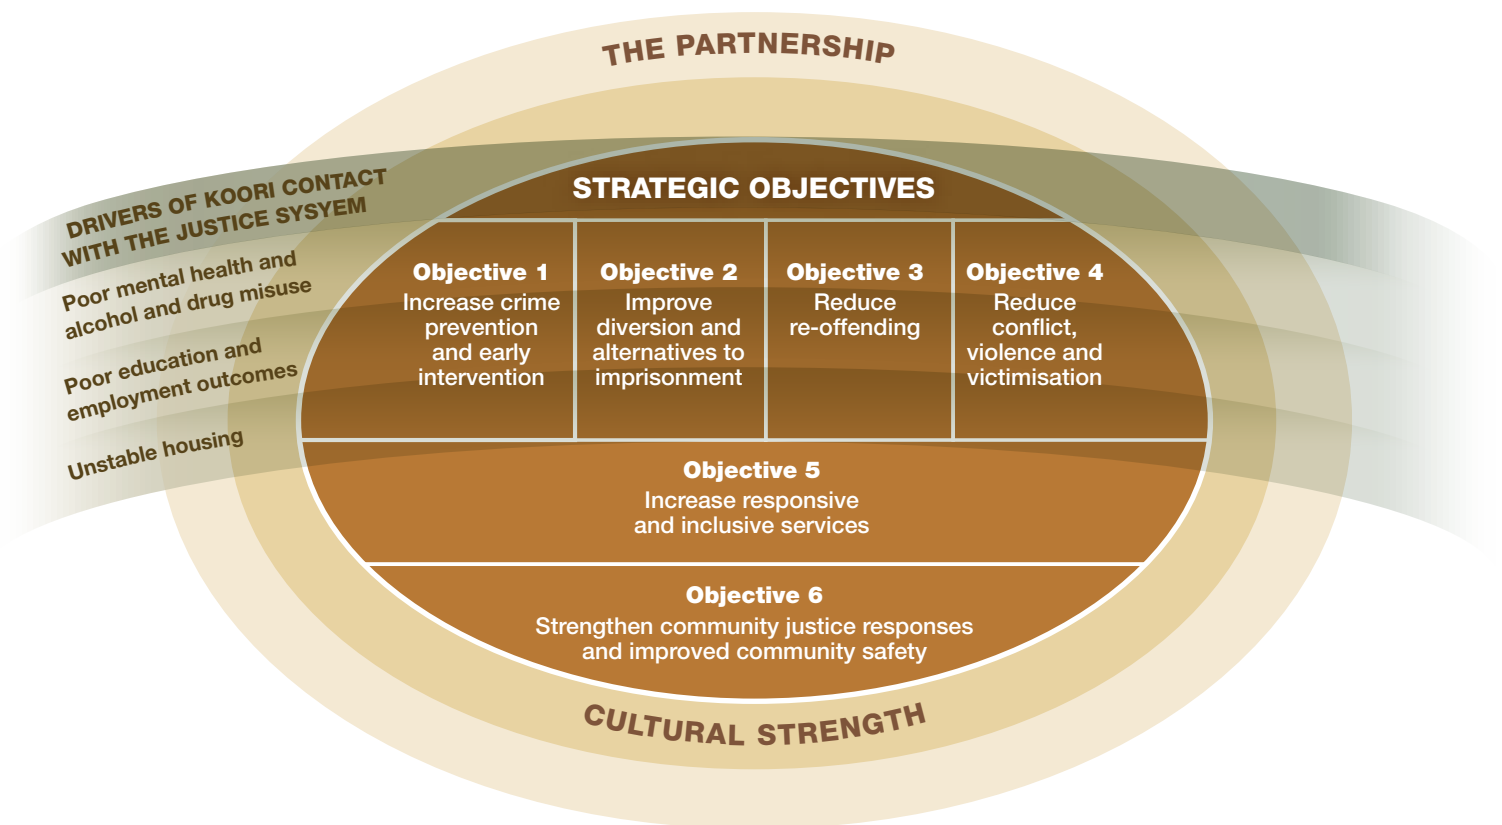 THE PARTNERSHIP
DRIVERS OF KOORI CONTACT
WITH THE JUSTICE SYSYEM
Poor mental health and
alcohol and drug misuse
Poor education and
employment outcomes
Unstable housing
STRATEGIC OBJECTIVES
Objective 1
Increase crime
prevention
and early
intervention
Objective 2
Improve
diversion and
alternatives to
imprisonment
Objective 3
Reduce
re-offending
Objective 4
Reduce
conflict,
violence and
victimisation
Objective 5
Increase responsive
and inclusive services
Objective 6
Strengthen community justice responses
and improved community safety
CULTURAL STRENGTH